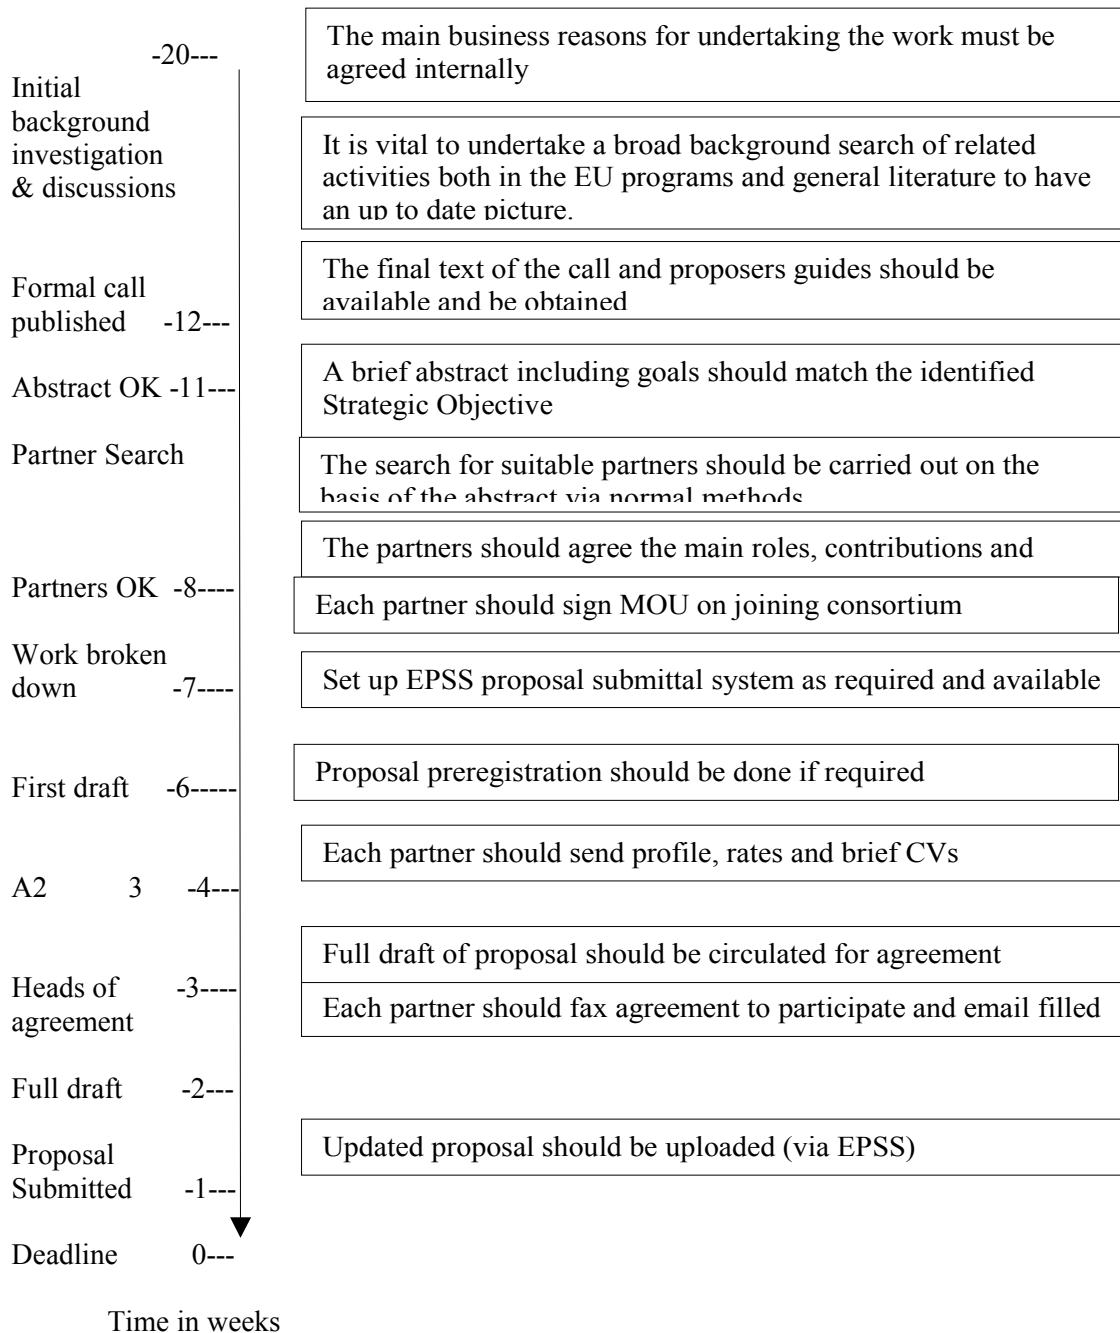 -20---
The main business reasons for undertaking the work must be
agreed internally
Initial
background
investigation
& discussions
It is vital to undertake a broad background search of related
activities both in the EU programs and general literature to have
an up to date picture.
Formal call
published -12---
The final text of the call and proposers guides should be
available and be obtained
Abstract OK -11---
A brief abstract including goals should match the identified
Strategic Objective
Partner Search
The search for suitable partners should be carried out on the
basis of the abstract via normal methods
The partners should agree the main roles, contributions and
Partners OK -8----
Each partner should sign MOU on joining consortium
Work broken
down -7----
Set up EPSS proposal submittal system as required and available
First draft -6-----
Proposal preregistration should be done if required
Each partner should send profile, rates and brief CVs
A2 3 -4---
Full draft of proposal should be circulated for agreement
Heads of -3----
agreement
Each partner should fax agreement to participate and email filled
Full draft -2---
Proposal
Submitted -1---
Updated proposal should be uploaded (via EPSS)
Deadline 0---
Time in weeks